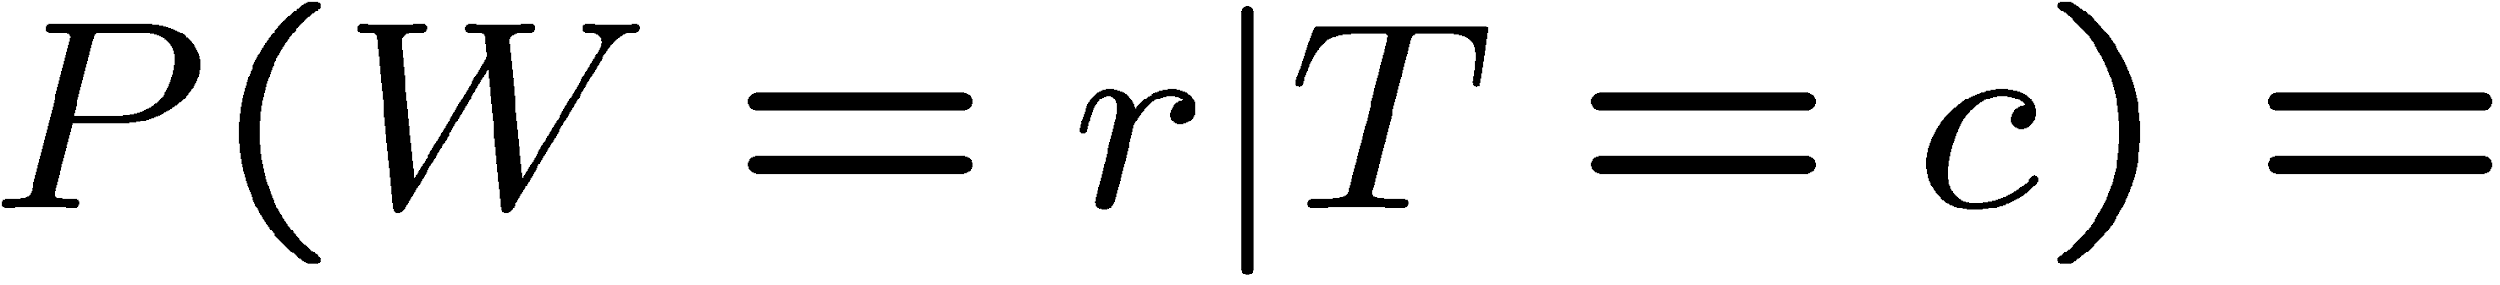 P(W = r|T = c) =